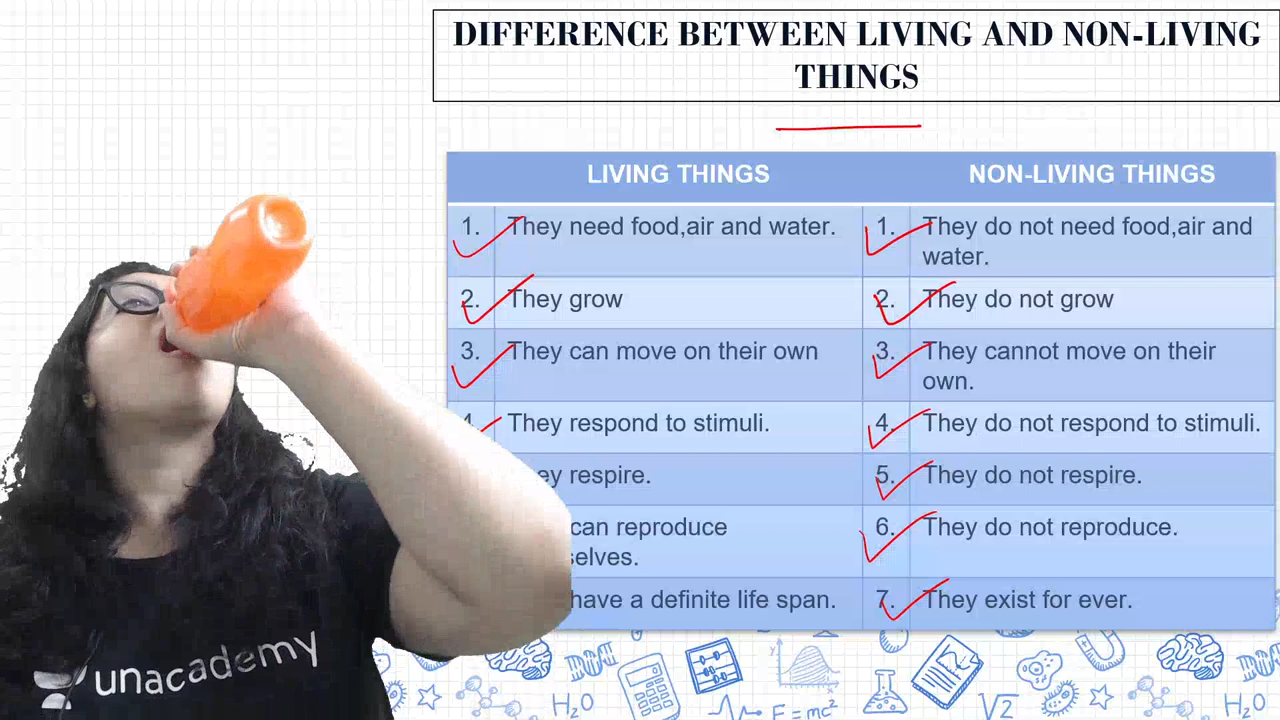 DIFFERENCE BETWEEN LIVING AND NON-LIVING
THINGS
LIVING THINGS
NON-LIVING THINGS
1. They need food,air and water.
1. They do not need food,air and
water.
2. They grow
2. They do not grow
3. They can move on their own
3. They cannot move on their
own.
4. They respond to stimuli.
4. They do not respond to stimuli.
respire.
5. They do not respire.
can reproduce
6. They do not reproduce.
have a definite life span.
7. They exist for ever.
unacademy
H₂O
E=mc²
√2
H₂O